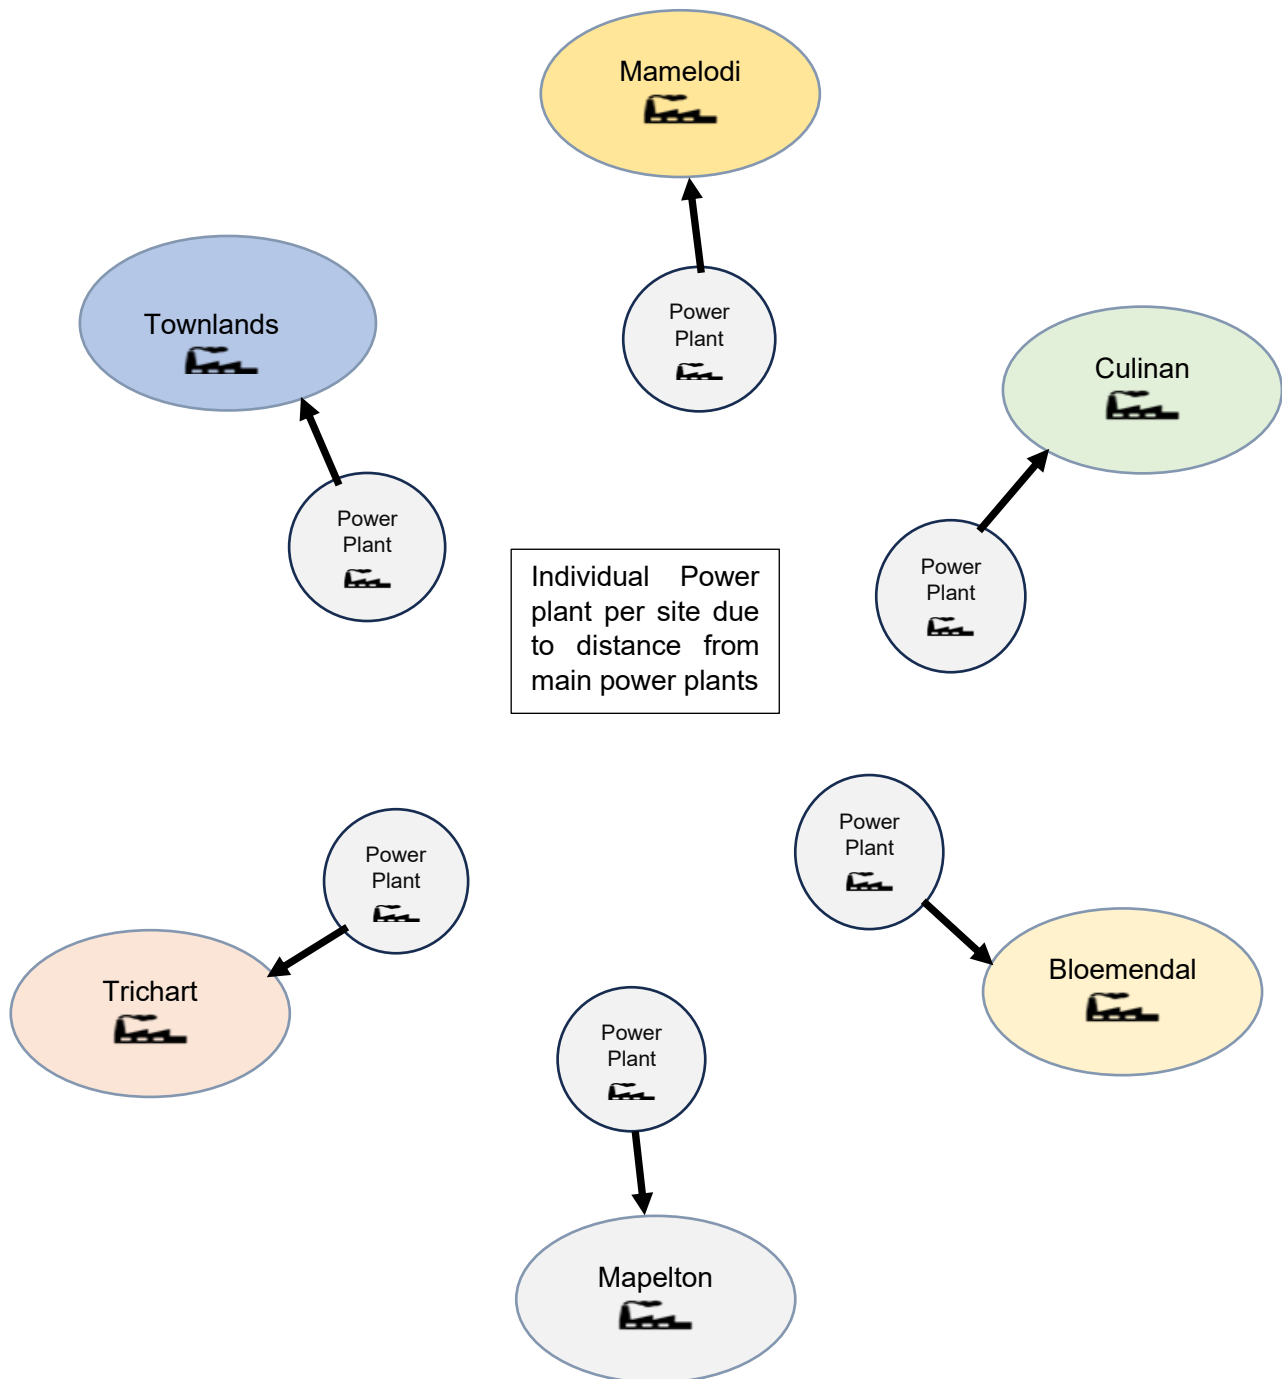 Mamelodi
Power
Plant
Townlands
Culinan
Power
Plant
Power
Plant
Individual Power
plant per site due
to distance from
main power plants
Power
Plant
Power
Plant
Trichart
Bloemendal
Power
Plant
Mapelton